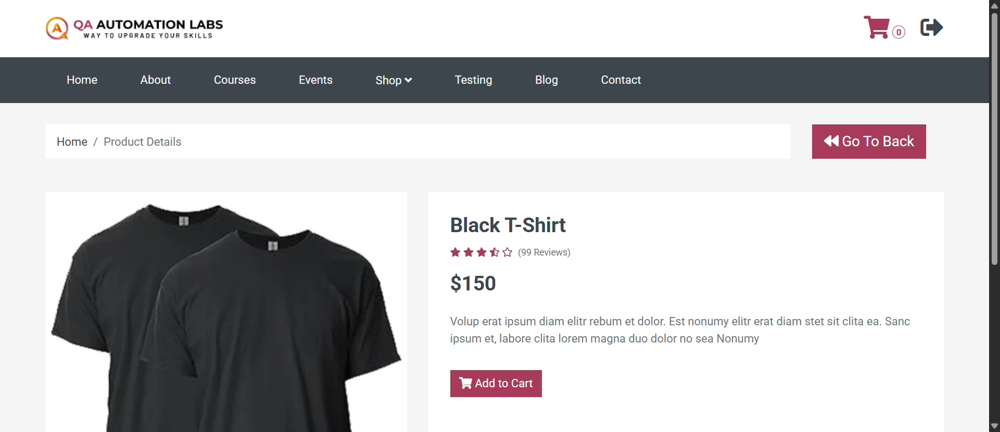 QA AUTOMATION LABS
WAY TO UPGRADE YOUR SKILLS
0
Home About Courses Events Shop Testing Blog Contact
Home / Product Details
Go To Back
Black T-Shirt
(99 Reviews)
$150
Volup erat ipsum diam elitr rebum et dolor. Est nonumy elitr erat diam stet sit clita ea. Sanc
ipsum et, labore clita lorem magna duo dolor no sea Nonumy
Add to Cart